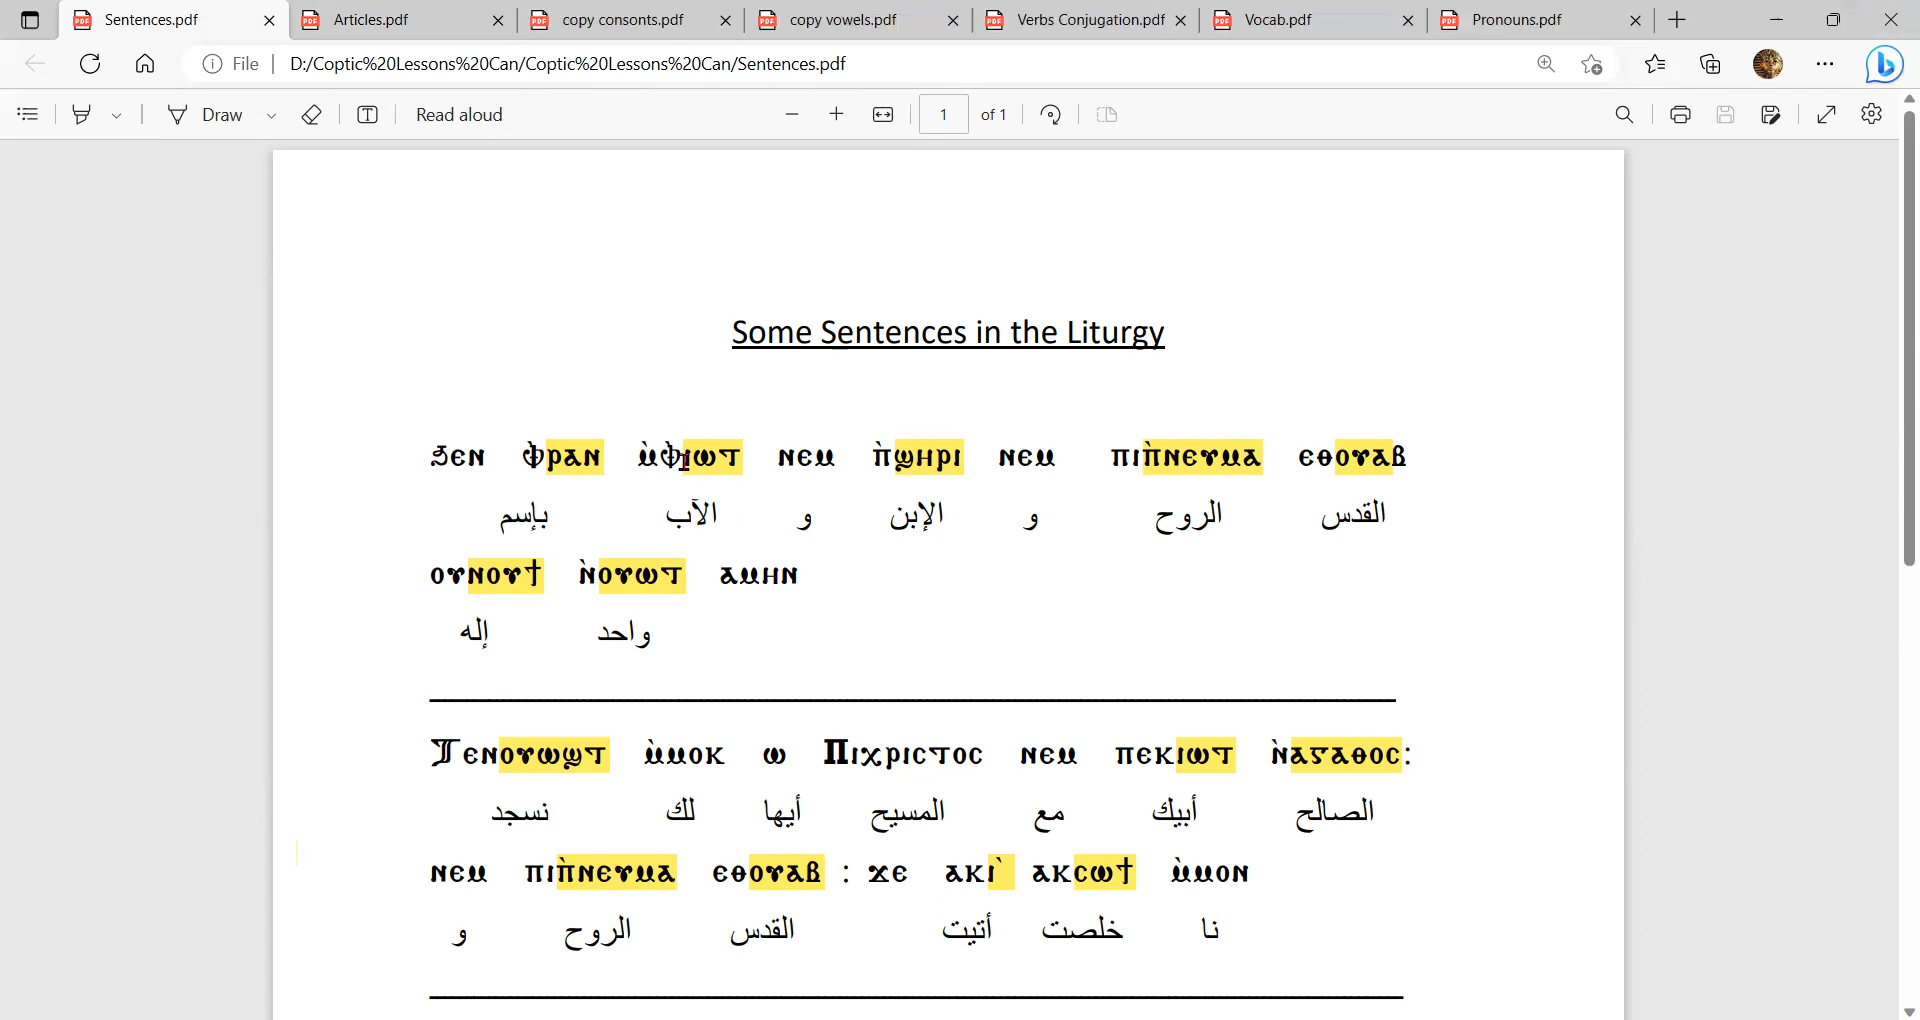 Sentences.pdf
Articles.pdf
copy consonts.pdf
copy vowels.pdf
Verbs Conjugation.pdf
Vocab.pdf
Pronouns.pdf
File D:/Coptic%20Lessons%20Can/Coptic%20Lessons%20Can/Sentences.pdf
Draw Read aloud 1 of 1
Some Sentences in the Liturgy
Ϧⲉⲛ ⲫ̀ⲣⲁⲛ ⲙ̀ⲫ̀ⲓⲱⲧ ⲛⲉⲙ ⲡ̀ϣⲏⲣⲓ ⲛⲉⲙ ⲡⲓⲡ̀ⲛⲉⲩⲙⲁ ⲉⲑⲟⲩⲁⲃ
بإسم الآب و الإبن و الروح القدس
ⲟⲩⲛⲟⲩϯ ⲛ̀ⲟⲩⲱⲧ ⲁⲙⲏⲛ
إله واحد
Ⲧⲉⲛⲟⲩⲱϣⲧ ⲙ̀ⲙⲟⲕ ⲱ Ⲡⲓⲭⲣⲓⲥⲧⲟⲥ ⲛⲉⲙ ⲡⲉⲕⲓⲱⲧ ⲛ̀ⲁⲅⲁⲑⲟⲥ:
نسجد لك أيها المسيح مع أبيك الصالح
ⲛⲉⲙ ⲡⲓⲡ̀ⲛⲉⲩⲙⲁ ⲉⲑⲟⲩⲁⲃ : ϫⲉ ⲁⲕⲓ̀ ⲁⲕⲥⲱϯ ⲙ̀ⲙⲟⲛ
و الروح القدس أتيت خلصت نا